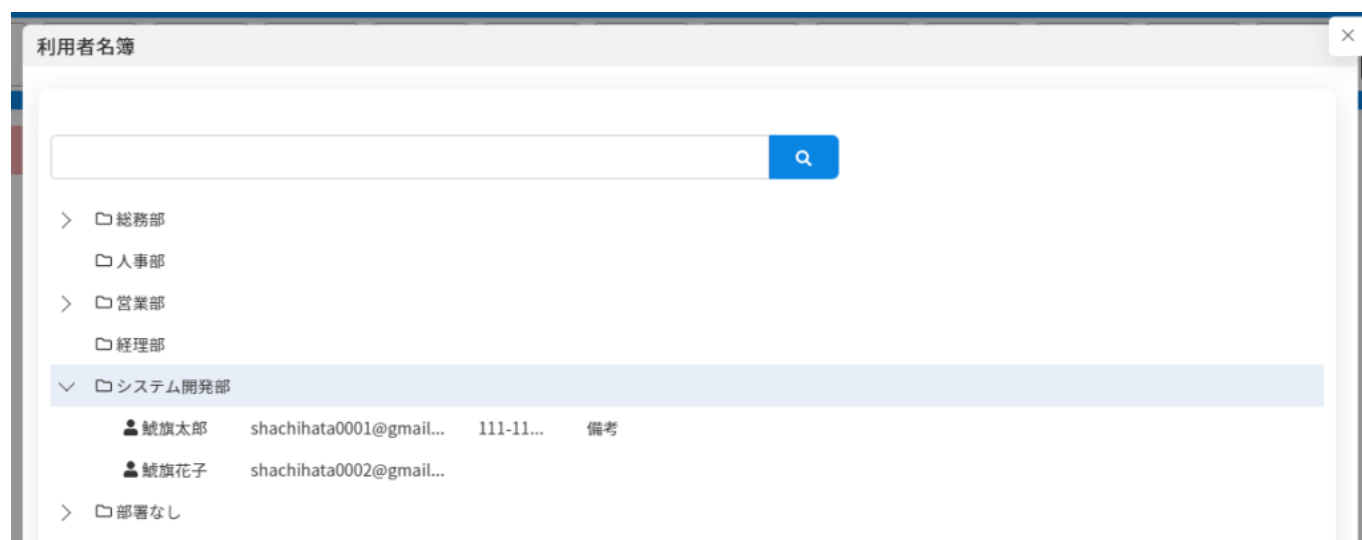 利用者名簿
総務部
人事部
営業部
経理部
システム開発部
鯱旗太郎 shachihata0001@gmail... 111-11... 備考
鯱旗花子 shachihata0002@gmail...
部署なし